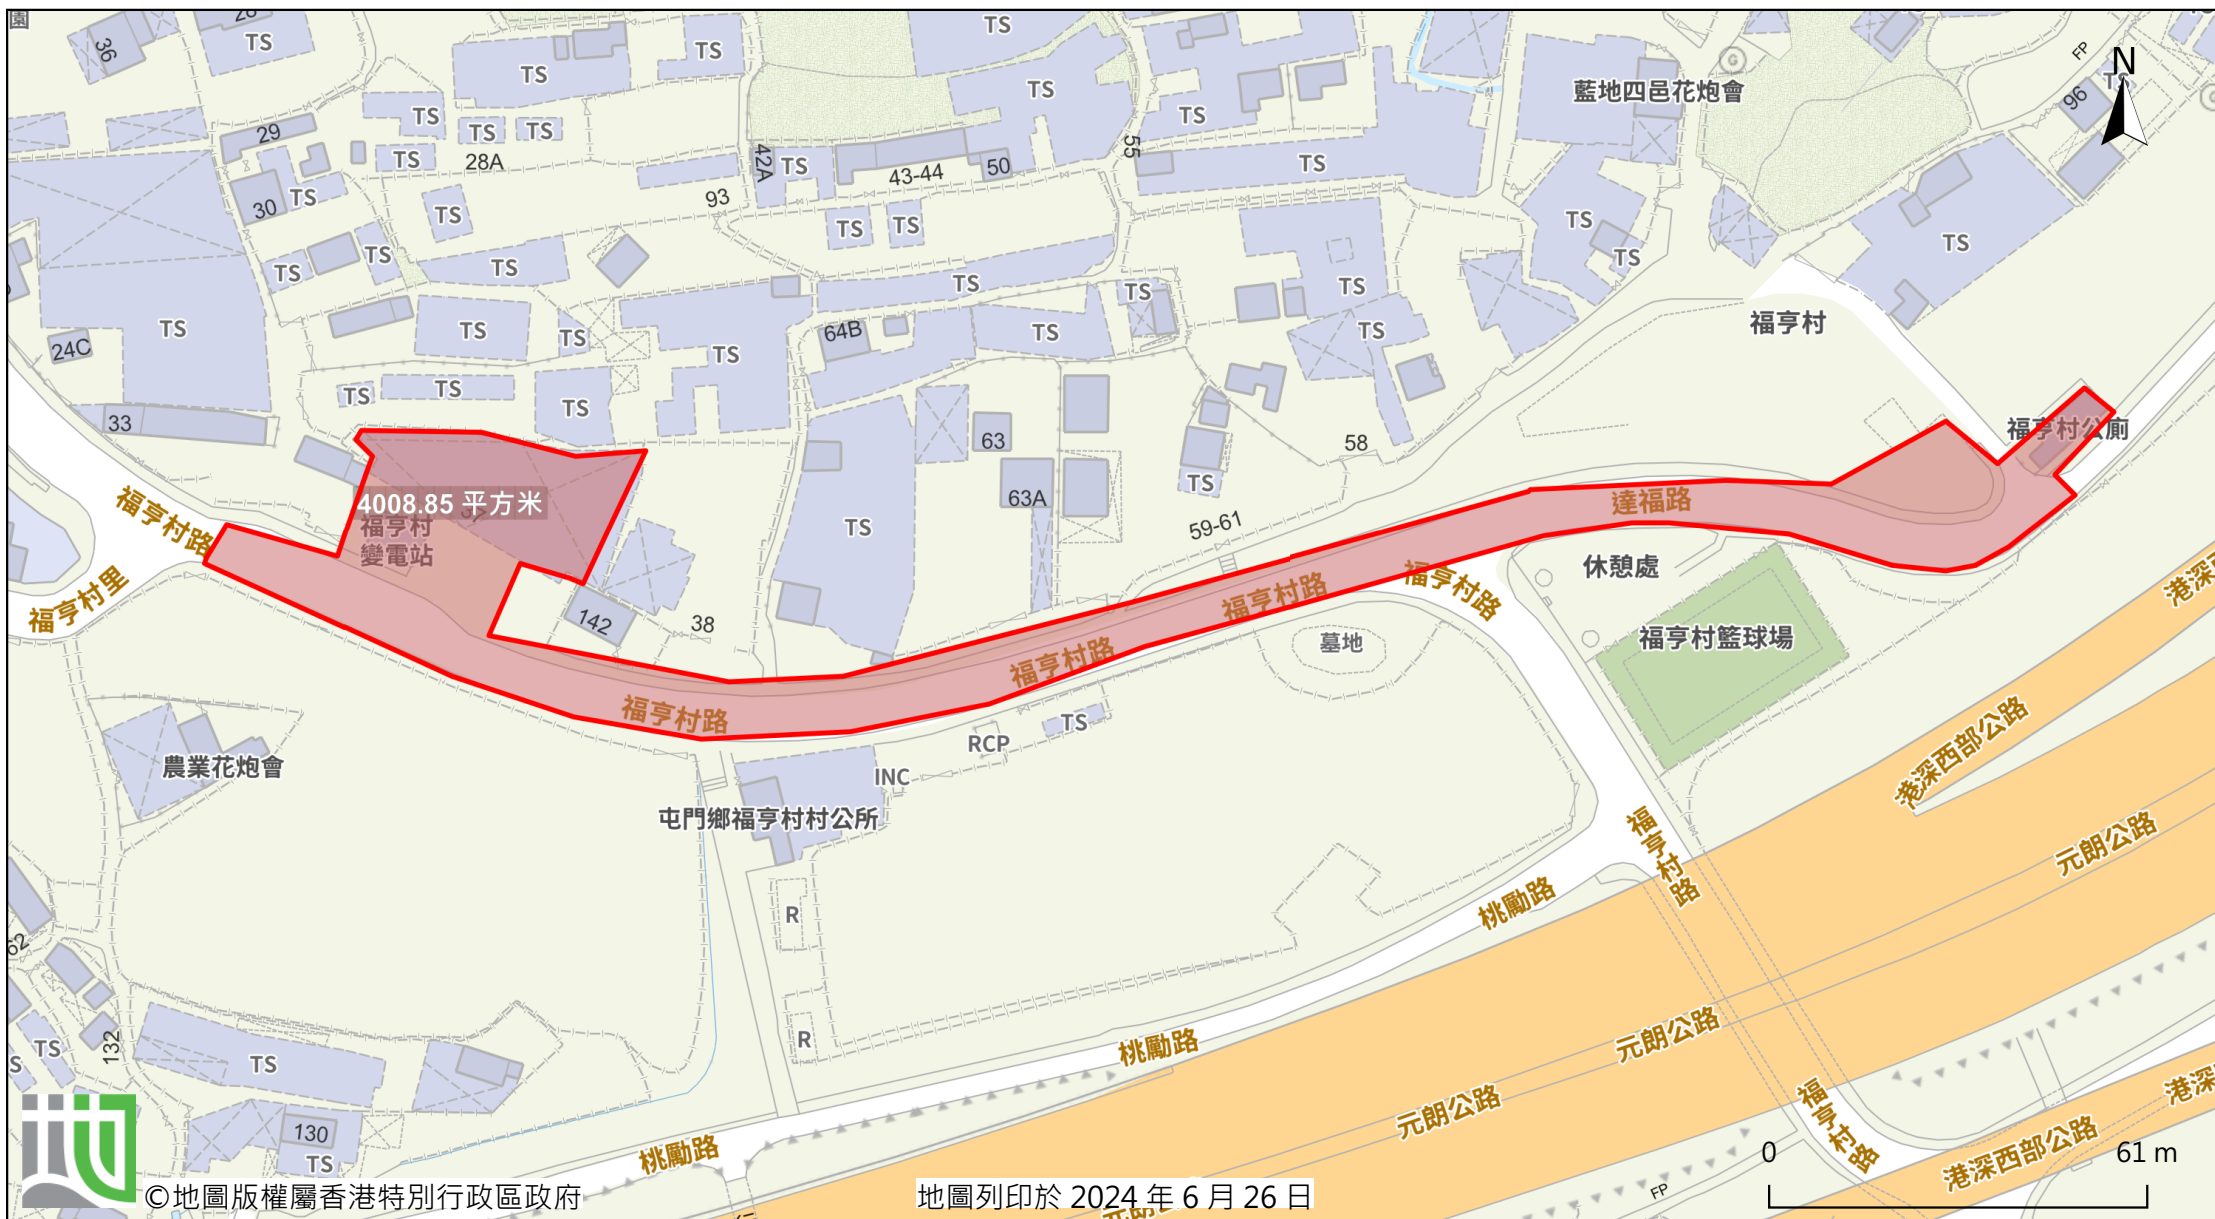 園
28
TS
36
TS
TS
TS
FP
N
TS
TS
藍地四邑花炮會
G
96
TS
TS
29
TS
TS
TS
TS
28A
42A
TS
43-44
50
55
TS
30
TS
93
TS
TS
TS
TS
TS
TS
TS
TS
TS
TS
TS
TS
TS
TS
24C
TS
TS
TS
TS
64B
TS
TS
福亨村
TS
TS
TS
33
63
58
福亨村公廁
TS
63A
福亨村路
4008.85 平方米
福亨村
變電站
TS
59-61
達福路
福亨村里
142
38
福亨村路
福亨村路
休憩處
港深西
墓地
福亨村籃球場
福亨村路
福亨村路
TS
RCP
港深西部公路
農業花炮會
INC
屯門鄉福亨村村公所
福亨村路
元朗公路
桃勵路
R
62
R
132
TS
S
TS
桃勵路
元朗公路
元朗公路
福亨村路
港深
130
TS
桃勵路
港深西部公路
FP
0
61 m
©地圖版權屬香港特別行政區政府
地圖列印於 2024 年 6 月 26 日